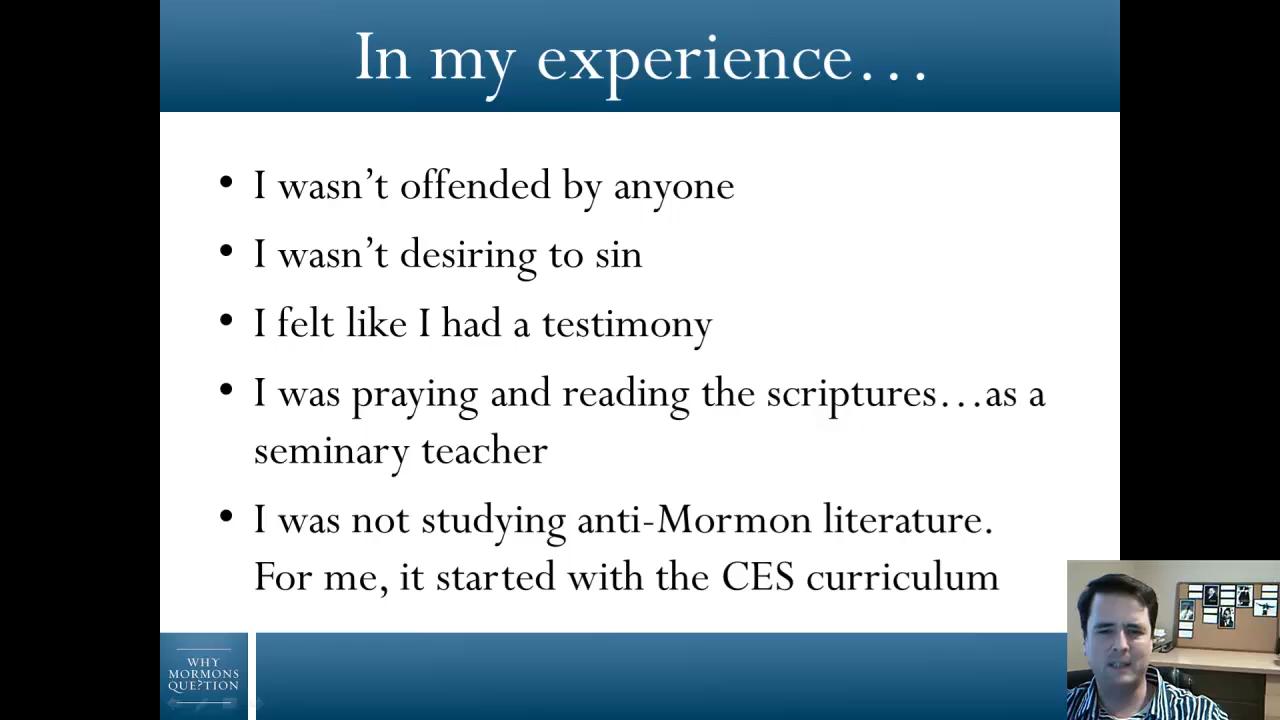 In my experience…
• I wasn’t offended by anyone
• I wasn’t desiring to sin
• I felt like I had a testimony
• I was praying and reading the scriptures…as a
seminary teacher
• I was not studying anti-Mormon literature.
For me, it started with the CES curriculum
WHY
MORMONS
QUE?TION